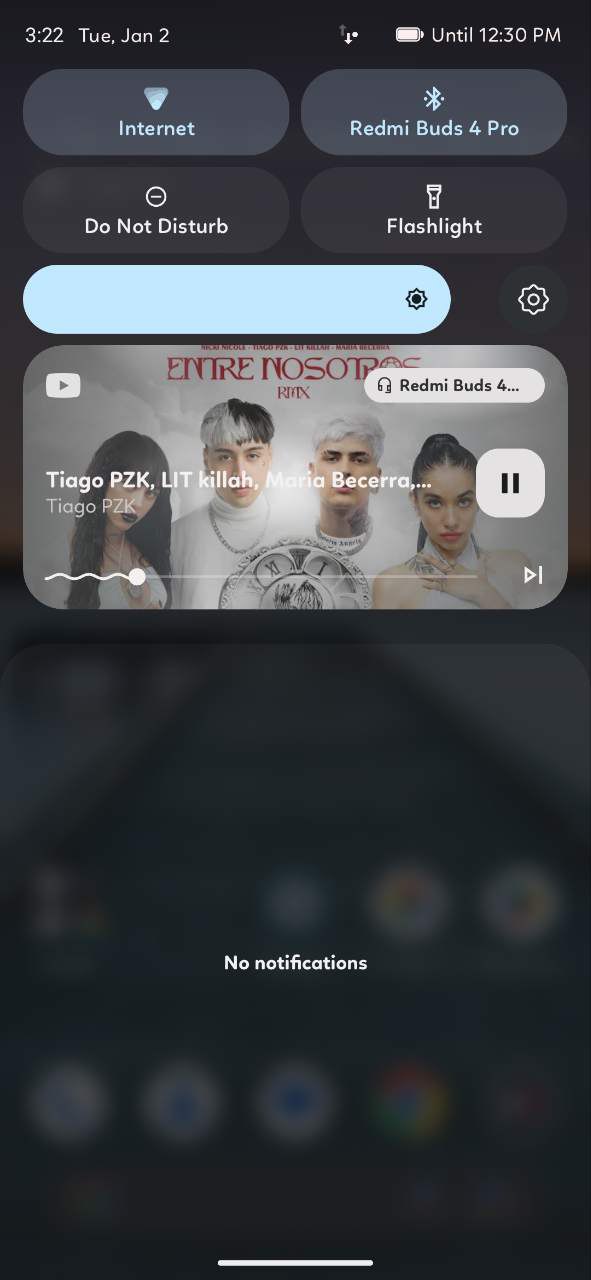 3:22 Tue, Jan 2 Until 12:30 PM
Internet
Redmi Buds 4 Pro
Do Not Disturb
Flashlight
NICKI NICOLE - TIAGO PZK - LIT KILLAH - MARIA BECERRA
ENTRE NOSOTROS
RMX
Redmi Buds 4...
Tiago PZK, LIT killah, Maria Becerra,...
Tiago PZK
No notifications